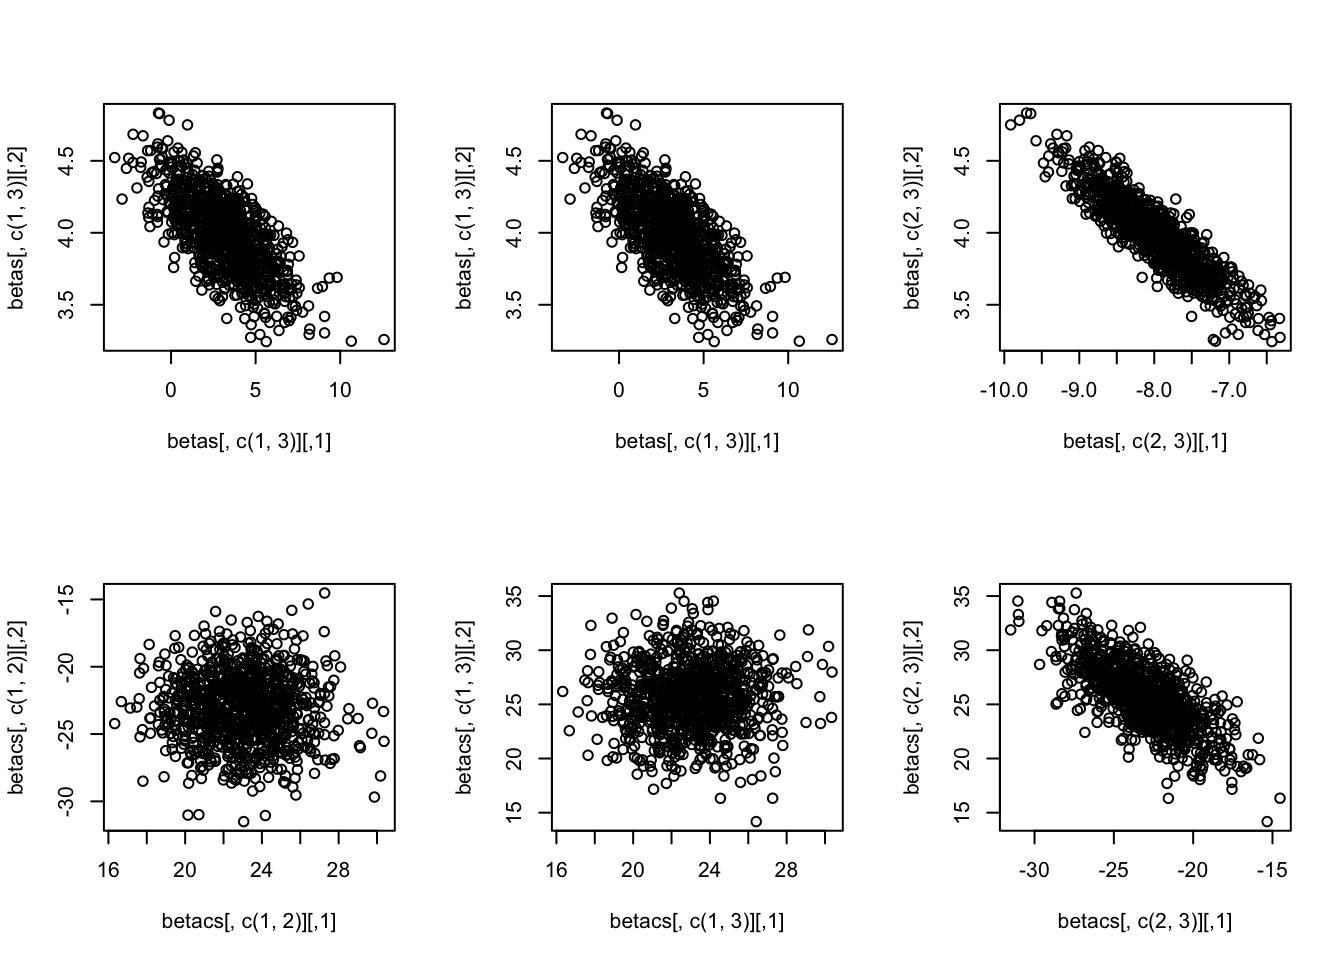 betas[, c(1, 3)][,2]
4.5
4.0
3.5
0 5 10
betas[, c(1, 3)][,1]
betas[, c(1, 3)][,2]
4.5
4.0
3.5
0 5 10
betas[, c(1, 3)][,1]
betas[, c(2, 3)][,2]
4.5
4.0
3.5
-10.0 -9.0 -8.0 -7.0
betas[, c(2, 3)][,1]
betacs[, c(1, 2)][,2]
-15
-20
-25
-30
16 20 24 28
betacs[, c(1, 2)][,1]
betacs[, c(1, 3)][,2]
35
30
25
20
15
16 20 24 28
betacs[, c(1, 3)][,1]
betacs[, c(2, 3)][,2]
35
30
25
20
15
-30 -25 -20 -15
betacs[, c(2, 3)][,1]